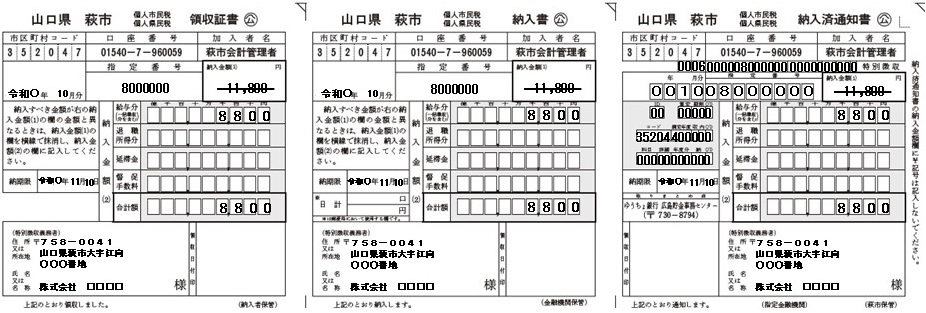 山口県 萩市 個人市民税 個人県民税 領収証書 公
市区町村コード 口座番号 加入者名
352047 01540-7-960059 萩市会計管理者
指定番号 納入金額(1) 円
令和〇年 10月分 8000000 11,800
納入すべき金額が右の納入金額(1)の欄の金額と異なるときは、納入金額(1)の欄を横線で抹消し、納入金額(2)の欄に記入してください。
納入金(2)
給与分 8800
退職所得分
延滞金
督促手数料
合計額 8800
納期限 令和〇年11月10日
(特別徴収義務者)
住所又は所在地 〒758-0041
山口県萩市大字江向
〇〇〇番地
氏名又は名称 株式会社 □□□□ 様
領収日付印
上記のとおり領収しました。 (納入者保管)
山口県 萩市 個人市民税 個人県民税 納入書 公
市区町村コード 口座番号 加入者名
352047 01540-7-960059 萩市会計管理者
指定番号 納入金額(1) 円
令和〇年 10月分 8000000 11,800
納入すべき金額が右の納入金額(1)の欄の金額と異なるときは、納入金額(1)の欄を横線で抹消し、納入金額(2)の欄に記入してください。
納入金(2)
給与分 8800
退職所得分
延滞金
督促手数料
合計額 8800
納期限 令和〇年11月10日
※日計 口 円
(特別徴収義務者)
住所又は所在地 〒758-0041
山口県萩市大字江向
〇〇〇番地
氏名又は名称 株式会社 □□□□ 様
領収日付印
上記のとおり納入します。 (金融機関保管)
山口県 萩市 個人市民税 個人県民税 納入済通知書 公
市区町村コード 口座番号 加入者名
352047 01540-7-960059 萩市会計管理者
特別徴収
年 月分 指定番号 納入金額(1) 円
001008000000 11,800
00 00000
35204400000
00000000000
納入金(2)
給与分 8800
退職所得分
延滞金
督促手数料
合計額 8800
納期限 令和〇年11月10日
取りまとめ店
ゆうちょ銀行 広島貯金事務センター
(〒730-8794)
(特別徴収義務者)
住所又は所在地 〒758-0041
山口県萩市大字江向
〇〇〇番地
氏名又は名称 株式会社 □□□□ 様
領収日付印
上記のとおり通知します。 (指定金融機関) (萩市保管)
納入済通知書の納入金額欄に¥記号は記入しないでください。